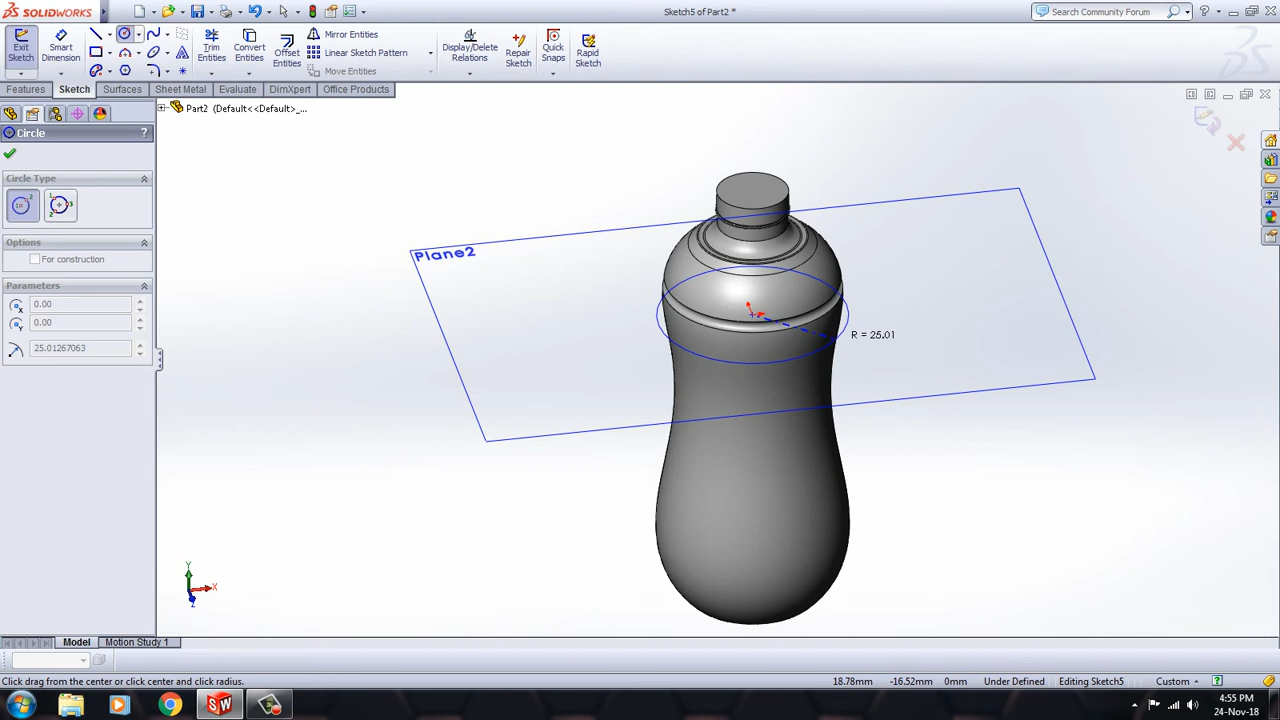 SOLIDWORKS
Sketch5 of Part2 *
Search Community Forum
Exit Sketch
Smart Dimension
Trim Entities
Convert Entities
Offset Entities
Mirror Entities
Linear Sketch Pattern
Move Entities
Display/Delete Relations
Repair Sketch
Quick Snaps
Rapid Sketch
Features
Sketch
Surfaces
Sheet Metal
Evaluate
DimXpert
Office Products
Part2 (Default<<Default>_...
Circle
?
Circle Type
Options
For construction
Parameters
0.00
0.00
25.01267063
Plane2
R = 25.01
Y
X
Z
Model
Motion Study 1
Click drag from the center or click center and radius.
18.78mm
-16.52mm
0mm
Under Defined
Editing Sketch5
Custom
?
SW
4:55 PM
24-Nov-18